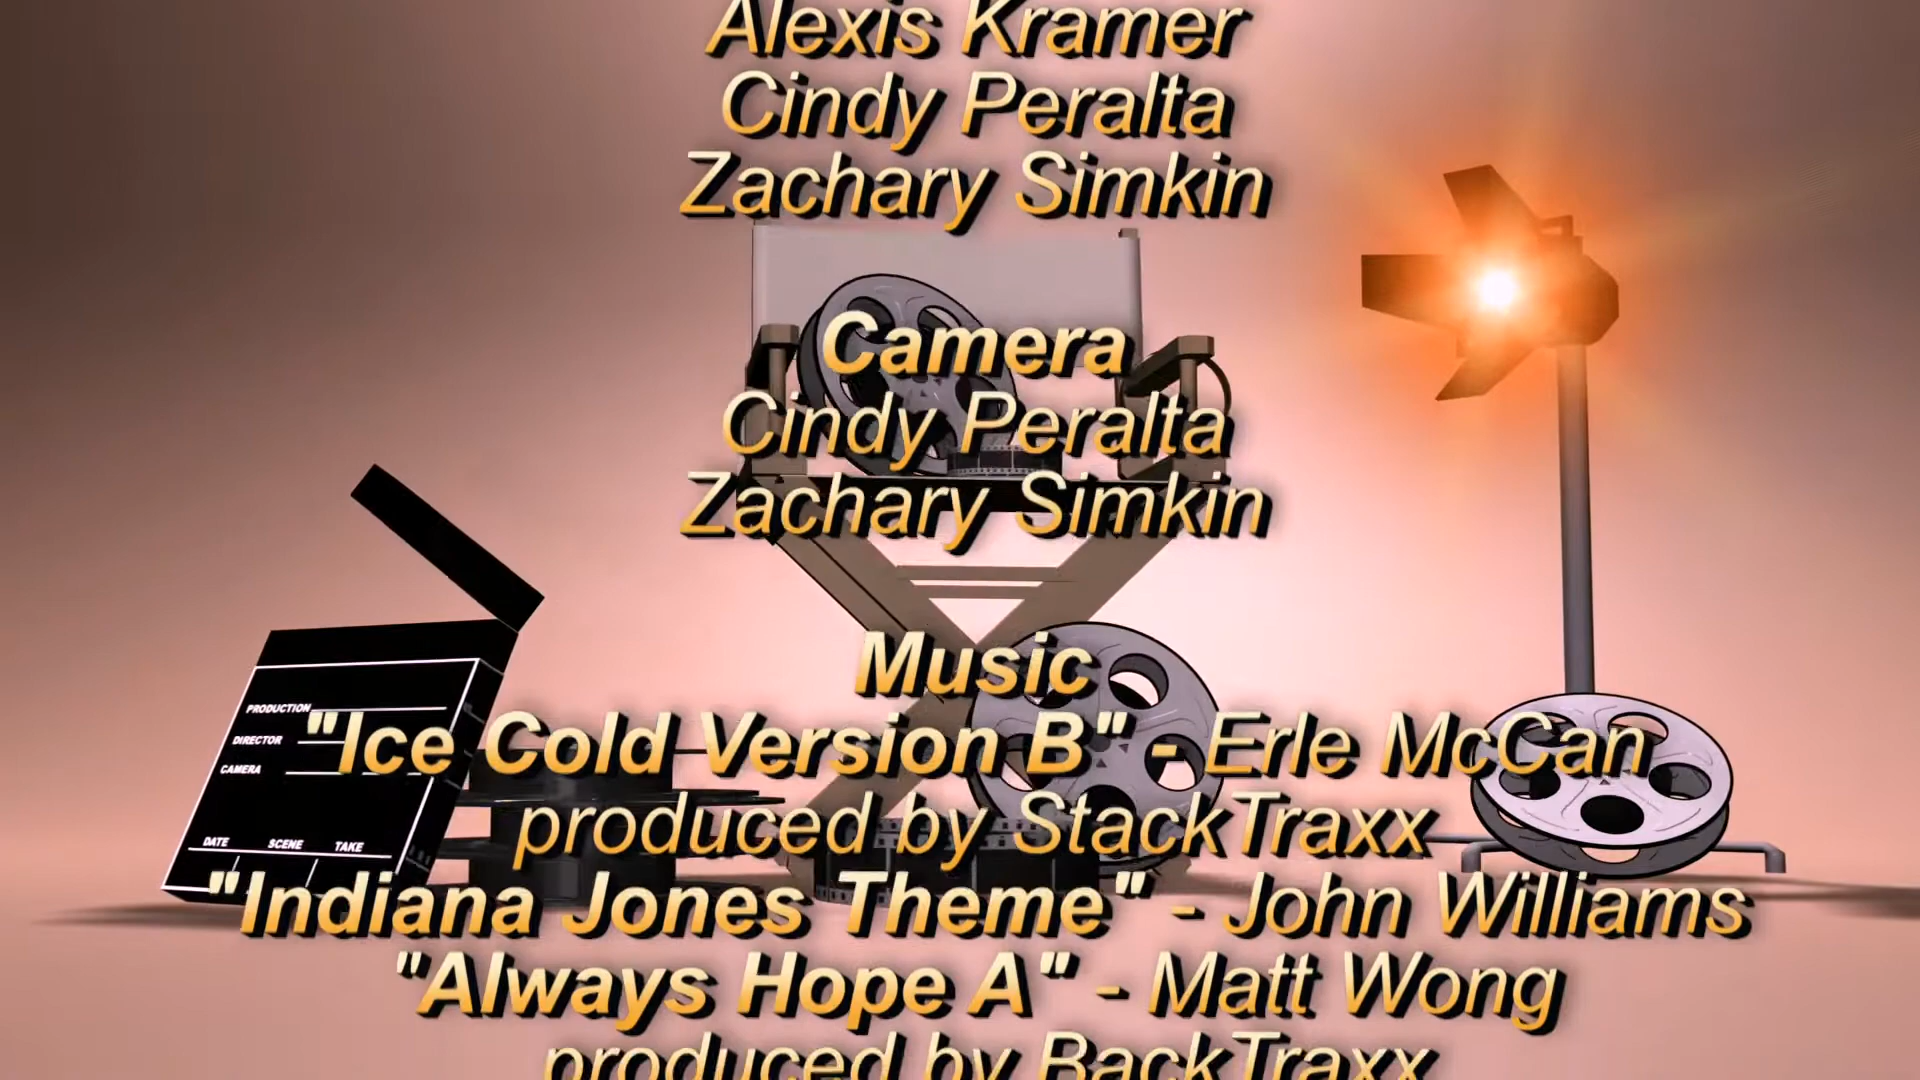 Alexis Kramer
Cindy Peralta
Zachary Simkin
Camera
Cindy Peralta
Zachary Simkin
Music
"Ice Cold Version B" - Erle McCan
produced by StackTraxx
"Indiana Jones Theme" - John Williams
"Always Hope A" - Matt Wong
produced by BackTraxx
PRODUCTION
DIRECTOR
CAMERA
DATE SCENE TAKE